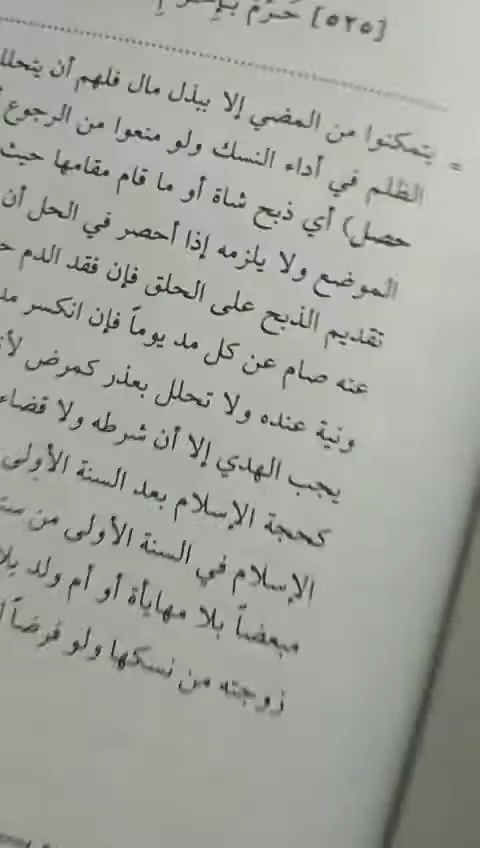 [٥٢٥] حَرُمَ بِالإِحْرَامِ
= يتمكنوا من المضي إلا ببذل مال فلهم أن يتحللوا
الظلم في أداء النسك ولو منعوا من الرجوع
حصل) أي ذبح شاة أو ما قام مقامها حيث
الموضع ولا يلزمه إذا أحصر في الحل أن
تقديم الذبح على الحلق فإن فقد الدم
عنه صام عن كل مد يوماً فإن انكسر مد
ونية عنده ولا تحلل بعذر كمرض
يجب الهدي إلا أن شرطه ولا قضاء
كحجة الإسلام بعد السنة الأولى
الإسلام في السنة الأولى من
مبعضاً بلا مهايأة أو أم ولد
زوجته من نسكها ولو فرضاً